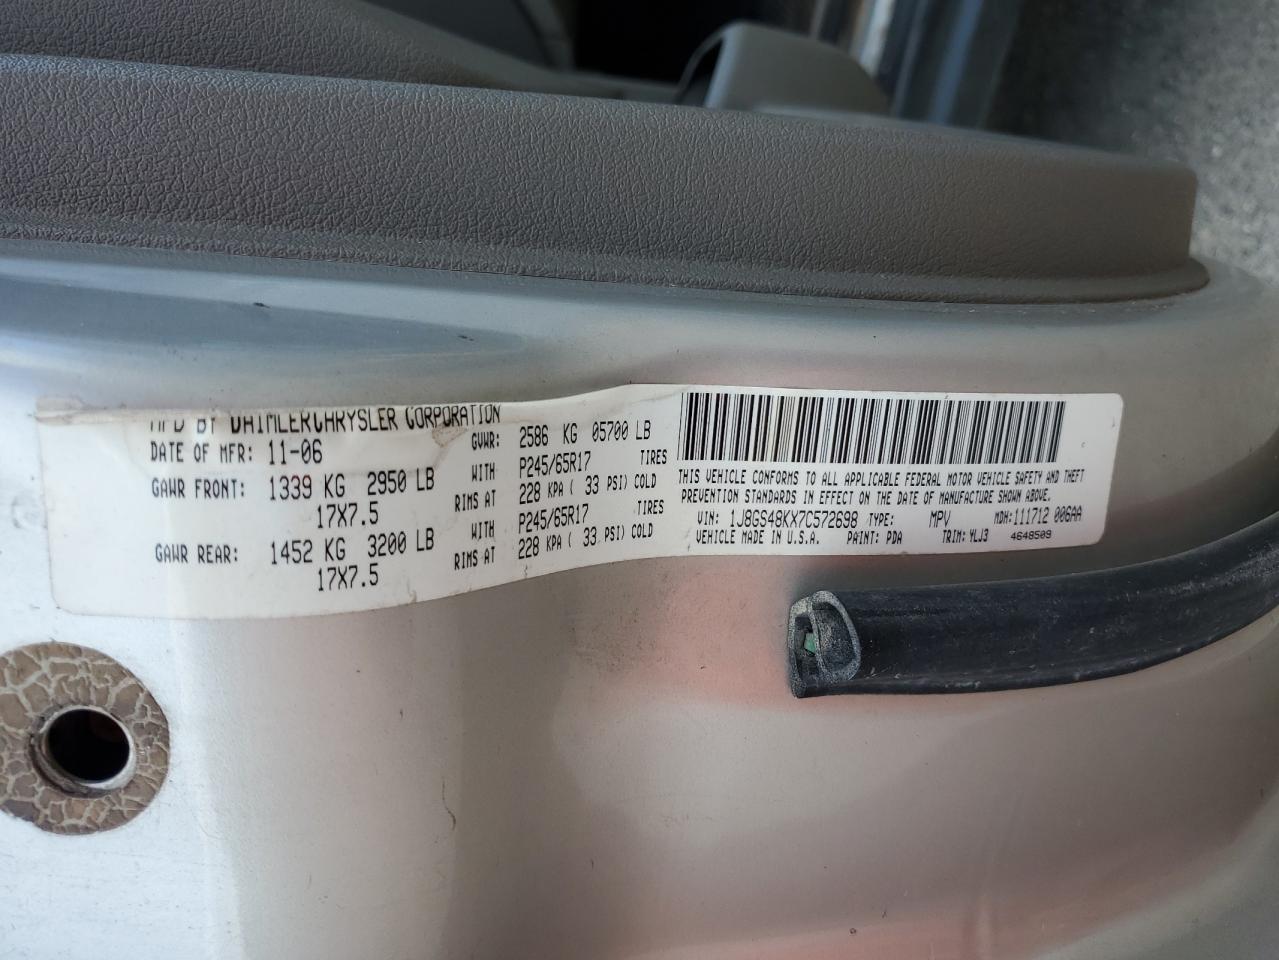 MFD BY DAIMLERCHRYSLER CORPORATION
DATE OF MFR: 11-06 GVWR: 2586 KG 05700 LB
GAWR FRONT: 1339 KG 2950 LB WITH P245/65R17 TIRES
17X7.5 RIMS AT 228 KPA ( 33 PSI) COLD
GAWR REAR: 1452 KG 3200 LB WITH P245/65R17 TIRES
17X7.5 RIMS AT 228 KPA ( 33 PSI) COLD
THIS VEHICLE CONFORMS TO ALL APPLICABLE FEDERAL MOTOR VEHICLE SAFETY AND THEFT
PREVENTION STANDARDS IN EFFECT ON THE DATE OF MANUFACTURE SHOWN ABOVE.
VIN: 1J8GS48KX7C572698 TYPE: MPV MDH:111712 006AA
VEHICLE MADE IN U.S.A. PAINT: PDA TRIM: YLJ3 4648509